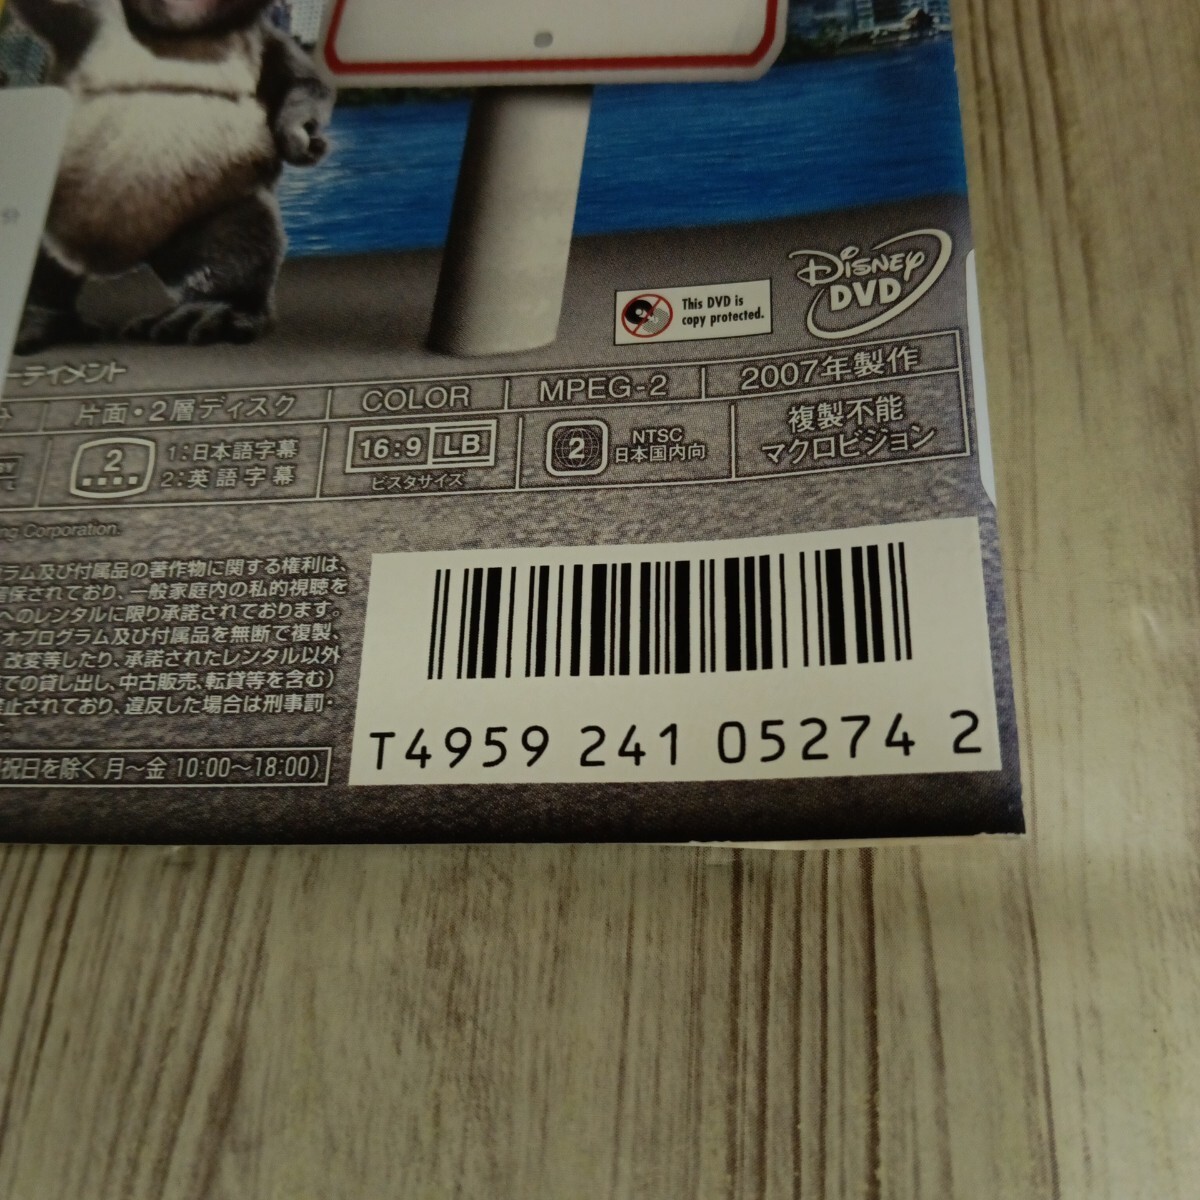 分
Disney DVD
This DVD is
copy protected.
ーテイメント
分 片面・2層ディスク COLOR MPEG-2 2007年製作
2 1:日本語字幕
2:英語字幕
16:9 LB
ビスタサイズ
2 NTSC
日本国内向
複製不能
マクロビジョン
ng Corporation.
ラム及び付属品の著作物に関する権利は、
保されており、一般家庭内の私的視聴を
へのレンタルに限り承諾されております。
オプログラム及び付属品を無断で複製、
改変等したり、承諾されたレンタル以外
での貸し出し、中古販売、転貸等を含む)
止されており、違反した場合は刑事罰・
祝日を除く 月〜金 10:00〜18:00)
T4959 241 05274 2